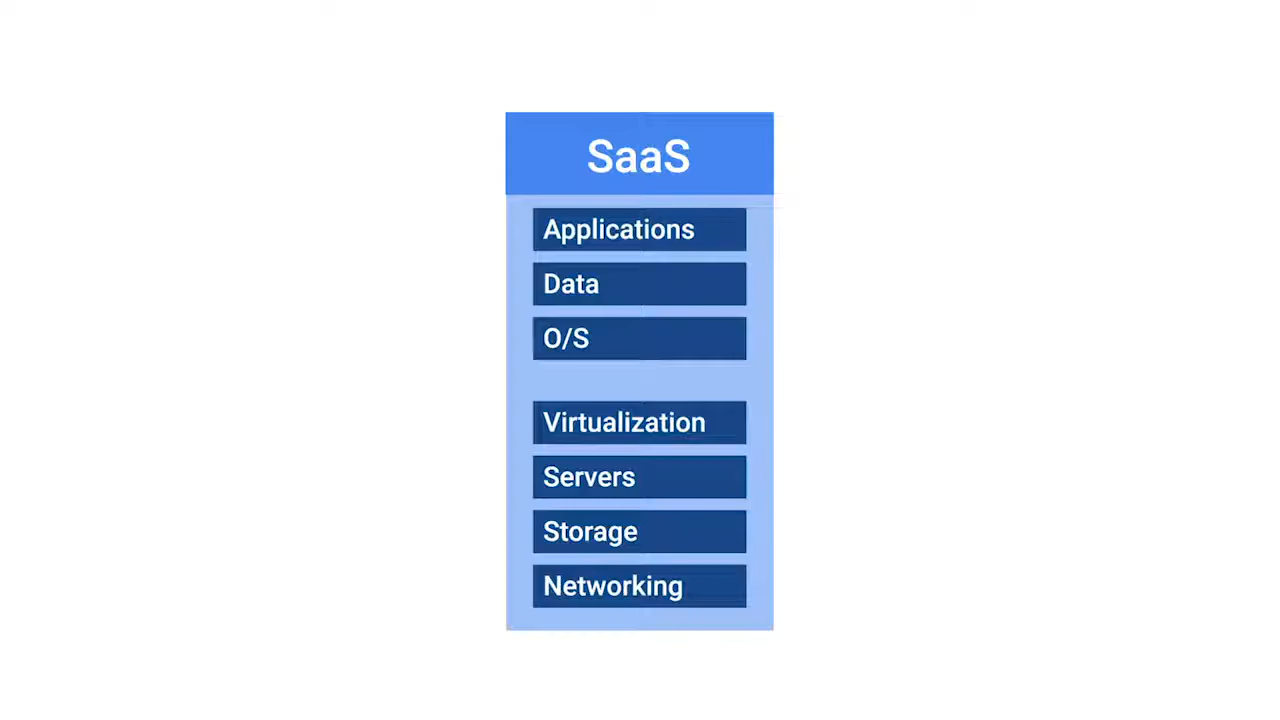 SaaS
Applications
Data
O/S
Virtualization
Servers
Storage
Networking